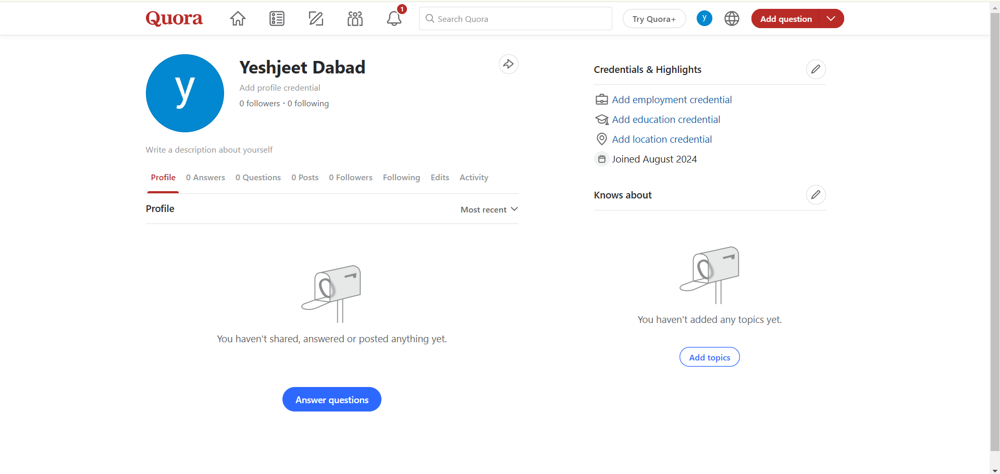 Quora
1
Search Quora
Try Quora+
y
Add question
y
Yeshjeet Dabad
Add profile credential
0 followers · 0 following
Write a description about yourself
Profile
0 Answers
0 Questions
0 Posts
0 Followers
Following
Edits
Activity
Profile
Most recent
You haven't shared, answered or posted anything yet.
Answer questions
Credentials & Highlights
Add employment credential
Add education credential
Add location credential
Joined August 2024
Knows about
You haven't added any topics yet.
Add topics